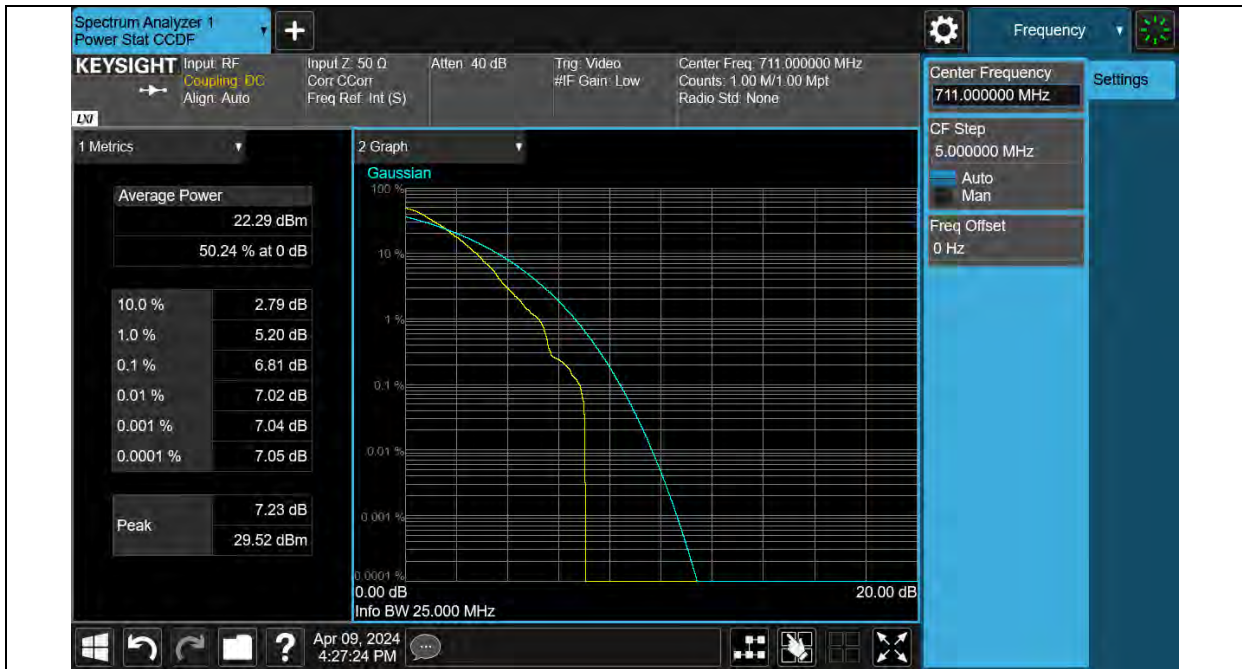 Spectrum Analyzer 1
Power Stat CCDF
Frequency
KEYSIGHT
LXI
Input: RF
Coupling: DC
Align: Auto
Input Z: 50 Ω
Corr CCorr
Freq Ref: Int (S)
Atten: 40 dB
Trig: Video
#IF Gain: Low
Center Freq: 711.000000 MHz
Counts: 1.00 M/1.00 Mpt
Radio Std: None
Center Frequency
711.000000 MHz
Settings
CF Step
5.000000 MHz
Auto
Man
Freq Offset
0 Hz
1 Metrics
Average Power
22.29 dBm
50.24 % at 0 dB
10.0 % 2.79 dB
1.0 % 5.20 dB
0.1 % 6.81 dB
0.01 % 7.02 dB
0.001 % 7.04 dB
0.0001 % 7.05 dB
Peak
7.23 dB
29.52 dBm
2 Graph
Gaussian
100 %
10 %
1 %
0.1 %
0.01 %
0.001 %
0.0001 %
0.00 dB 20.00 dB
Info BW 25.000 MHz
?
Apr 09, 2024
4:27:24 PM